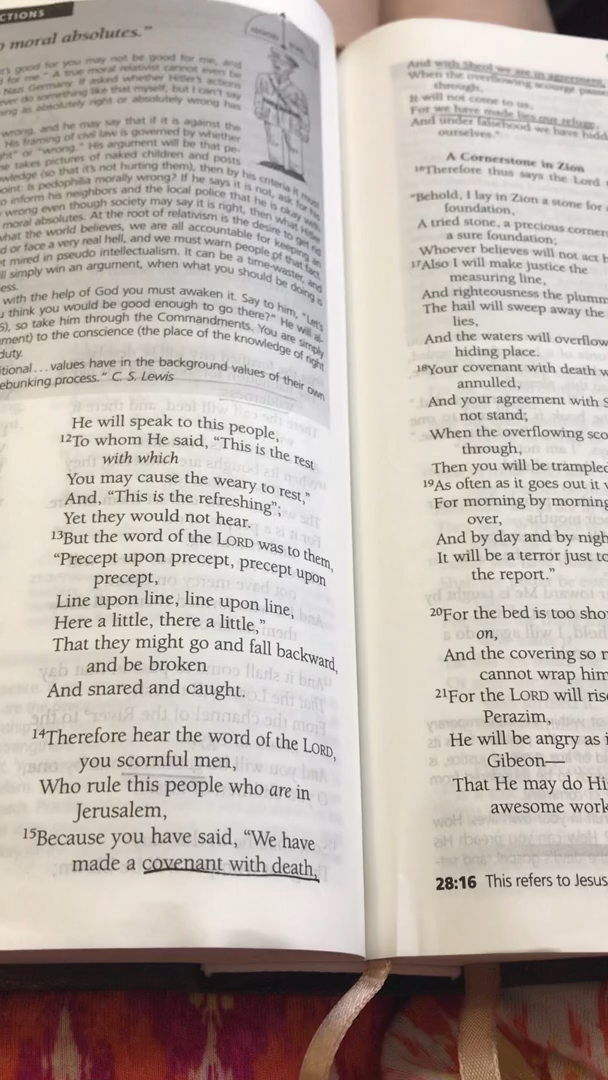 CTIONS
o moral absolutes."
's good for you may not be good for me, and
for me." A true moral relativist cannot even be
Nazi Germany. If asked whether Hitler's actions
ever do something like that myself, but I can't say
ing as absolutely right or absolutely wrong has
wrong, and he may say that if it is against the
His framing of civil law is governed by whether
ght" or "wrong." His argument will be that pe-
e takes pictures of naked children and posts
(so that it's not hurting them), then by his criteria it must
point: Is pedophilia morally wrong? If he says it is not, ask for his
o inform his neighbors and the local police that he is okay with
wrong even though society may say it is right, then what
moral absolutes. At the root of relativism is the desire to get rid
what the world believes, we are all accountable for keeping
d or face a very real hell, and we must warn people of that fact
t mired in pseudo intellectualism. It can be a time-waster, and
ll simply win an argument, when what you should be doing is
ess.
with the help of God you must awaken it. Say to him, "Let's
u think you would be good enough to go there?" He will
5), so take him through the Commandments. You are simply
ment) to the conscience (the place of the knowledge of right
duty.
itional . . . values have in the background values of their own
ebunking process." C. S. Lewis
He will speak to this people,
12To whom He said, "This is the rest
with which
You may cause the weary to rest,"
And, "This is the refreshing";
Yet they would not hear.
13But the word of the LORD was to them,
"Precept upon precept, precept upon
precept,
Line upon line, line upon line,
Here a little, there a little,"
That they might go and fall backward,
and be broken
And snared and caught.
14Therefore hear the word of the LORD,
you scornful men,
Who rule this people who are in
Jerusalem,
15Because you have said, "We have
made a covenant with death,
And with Sheol we are in agreement.
When the overflowing scourge passes
through,
It will not come to us,
For we have made lies our refuge,
And under falsehood we have hidd
ourselves."
A Cornerstone in Zion
16Therefore thus says the Lord
"Behold, I lay in Zion a stone for
foundation,
A tried stone, a precious corners
a sure foundation;
Whoever believes will not act h
17Also I will make justice the
measuring line,
And righteousness the plumm
The hail will sweep away the
lies,
And the waters will overflow
hiding place.
18Your covenant with death w
annulled,
And your agreement with S
not stand;
When the overflowing sco
through,
Then you will be trampled
19As often as it goes out it
For morning by morning
over,
And by day and by nigh
It will be a terror just to
the report."
20For the bed is too sho
on,
And the covering so n
cannot wrap him
21For the LORD will rise
Perazim,
He will be angry as i
Gibeon—
That He may do His
awesome work
28:16 This refers to Jesus